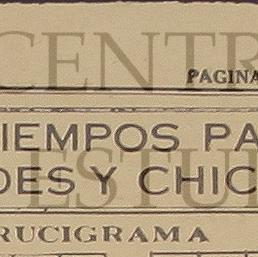 CENTR
PAGINA
IEMPOS PA
ESTU
DES Y CHIC
RUCIGRAMA